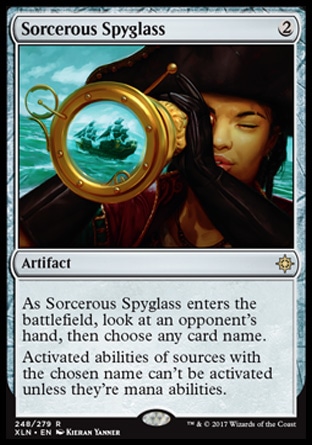 Sorcerous Spyglass 2
Artifact
As Sorcerous Spyglass enters the
battlefield, look at an opponent's
hand, then choose any card name.
Activated abilities of sources with
the chosen name can't be activated
unless they're mana abilities.
248/279 R
XLN • EN Kieran Yanner
™ & © 2017 Wizards of the Coast